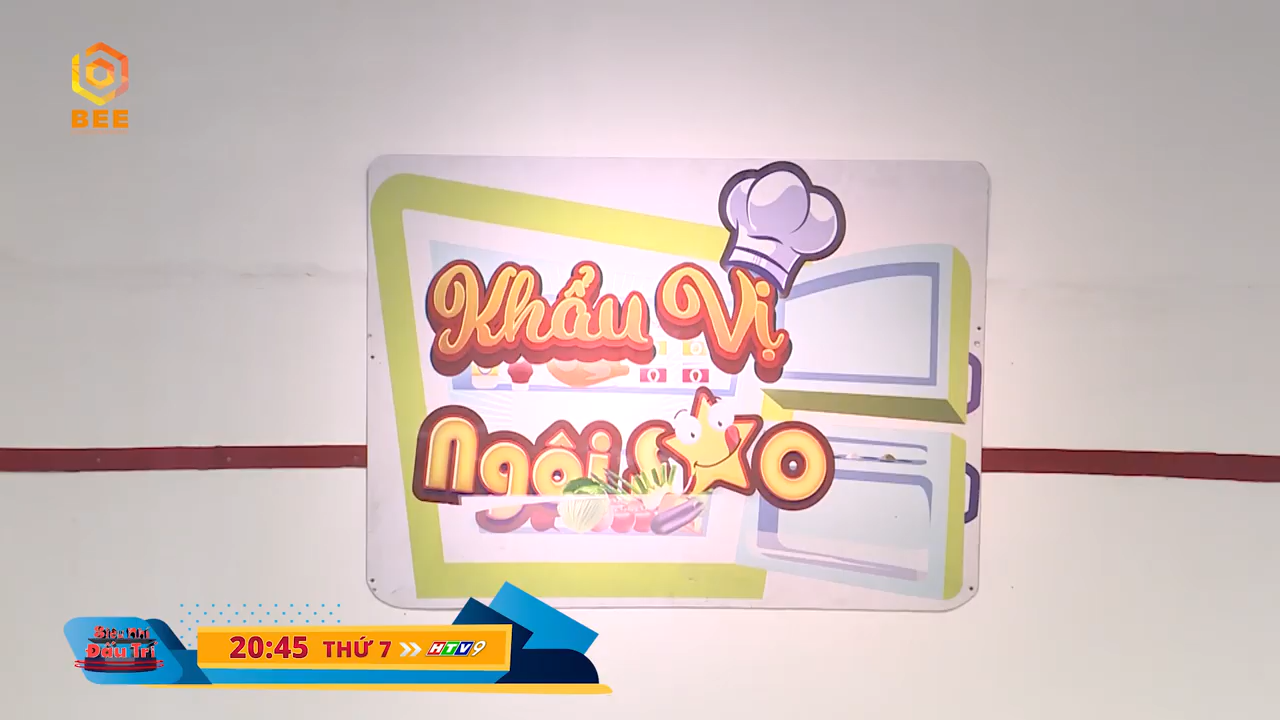 BEE
Khẩu Vị
Ngôi Sao
Siêu Nhí
Đấu Trí
20:45 THỨ 7 HTV9